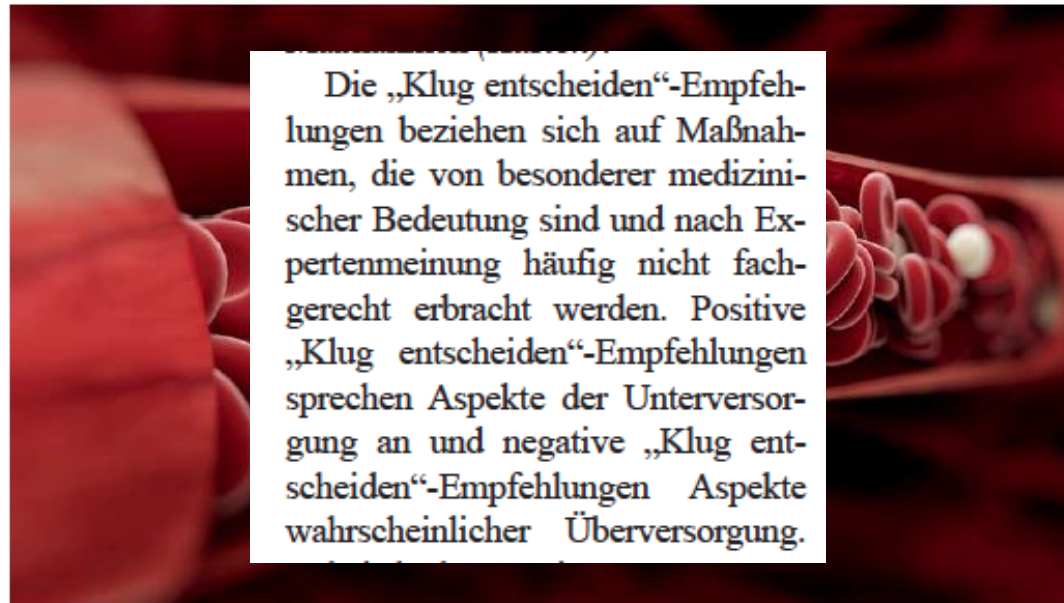 Die „Klug entscheiden“-Empfeh-
lungen beziehen sich auf Maßnah-
men, die von besonderer medizini-
scher Bedeutung sind und nach Ex-
pertenmeinung häufig nicht fach-
gerecht erbracht werden. Positive
„Klug entscheiden“-Empfehlungen
sprechen Aspekte der Unterversor-
gung an und negative „Klug ent-
scheiden“-Empfehlungen Aspekte
wahrscheinlicher Überversorgung.